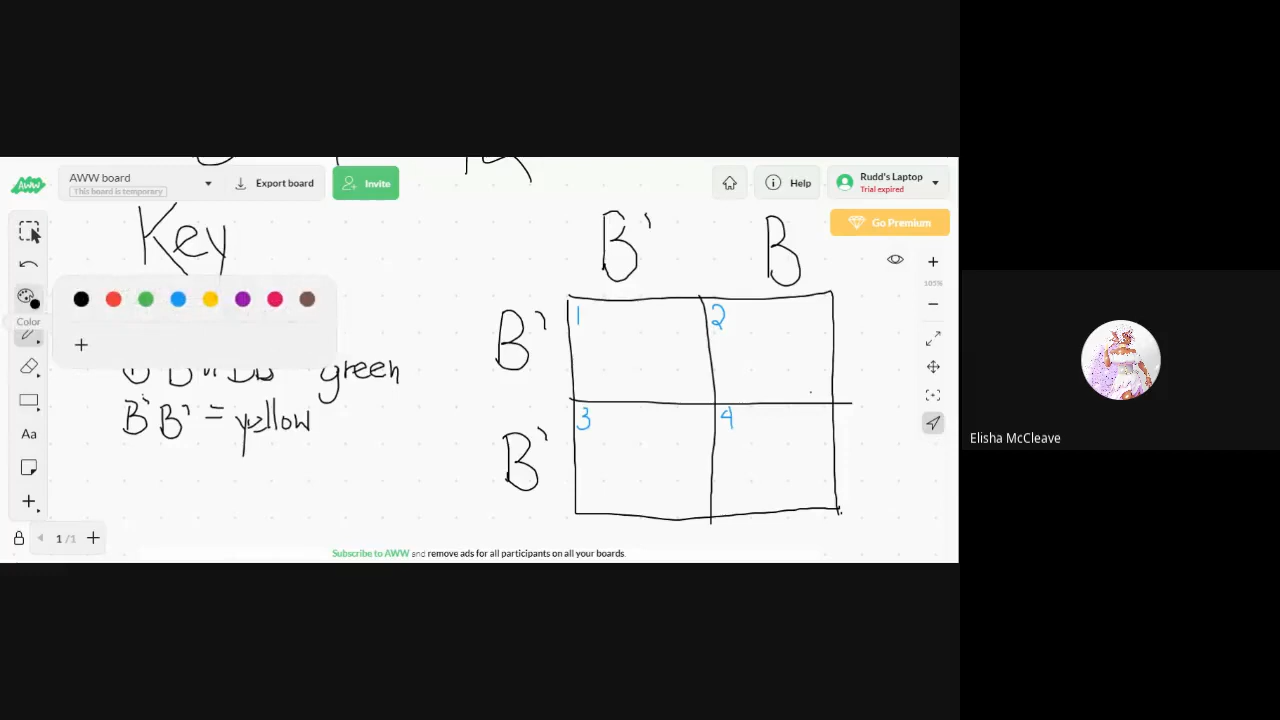 AWW board
This board is temporary
Export board
Invite
Help
Rudd's Laptop
Trial expired
Go Premium
Key
B' B
Color
105%
B' 1 2
green
B'B' = yellow
3 4
B'
Aa
1 / 1
Subscribe to AWW and remove ads for all participants on all your boards.
Elisha McCleave